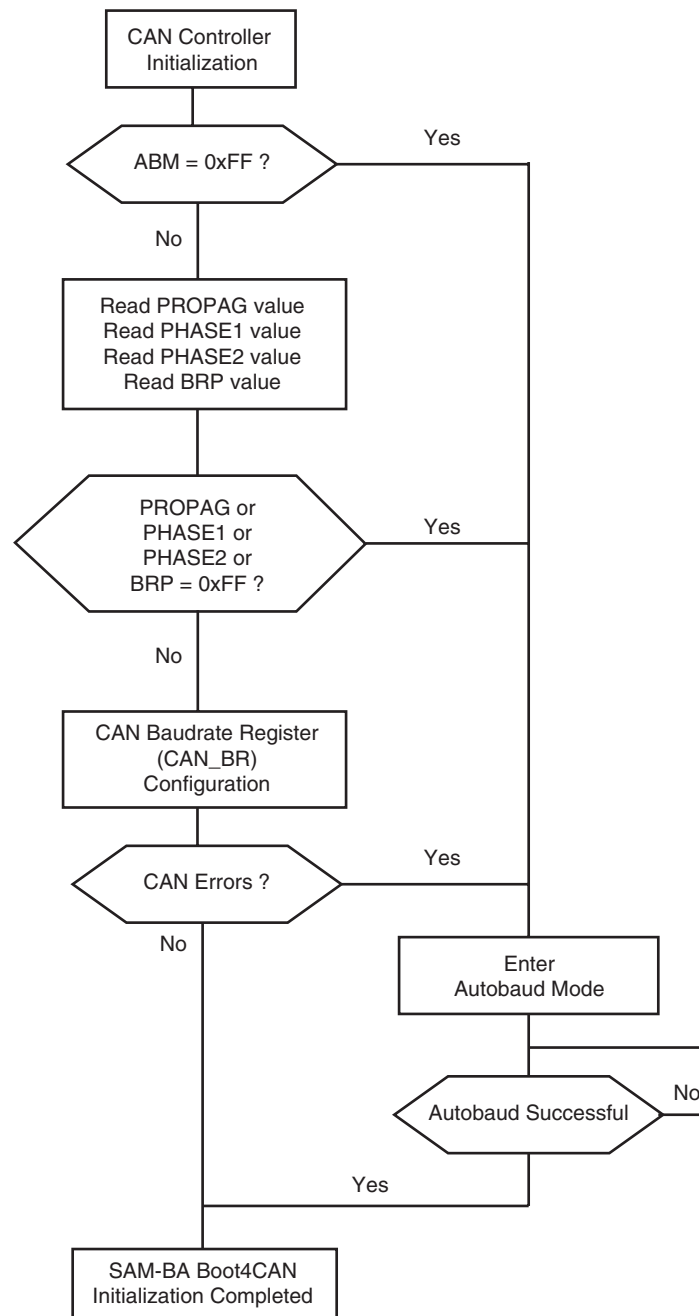 CAN Controller
Initialization
ABM = 0xFF ?
Yes
No
Read PROPAG value
Read PHASE1 value
Read PHASE2 value
Read BRP value
PROPAG or
PHASE1 or
PHASE2 or
BRP = 0xFF ?
Yes
No
CAN Baudrate Register
(CAN_BR)
Configuration
CAN Errors ?
Yes
No
Enter
Autobaud Mode
Autobaud Successful
No
Yes
SAM-BA Boot4CAN
Initialization Completed